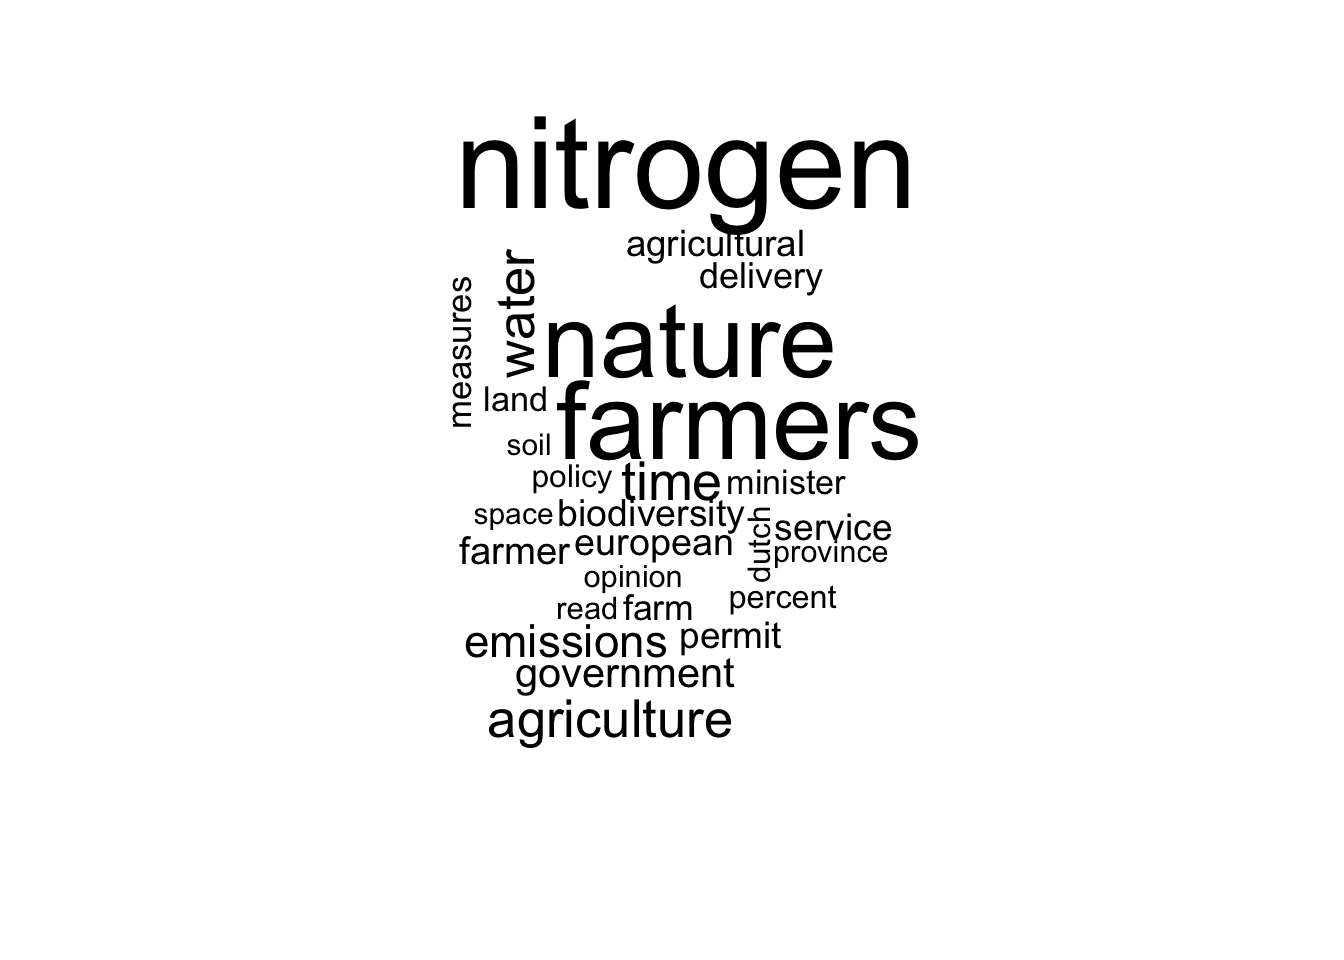 nitrogen
agricultural
delivery
measures
water
nature
land
farmers
soil
policy
time
minister
space
biodiversity
dutch
service
farmer
european
province
opinion
read
farm
percent
emissions
permit
government
agriculture